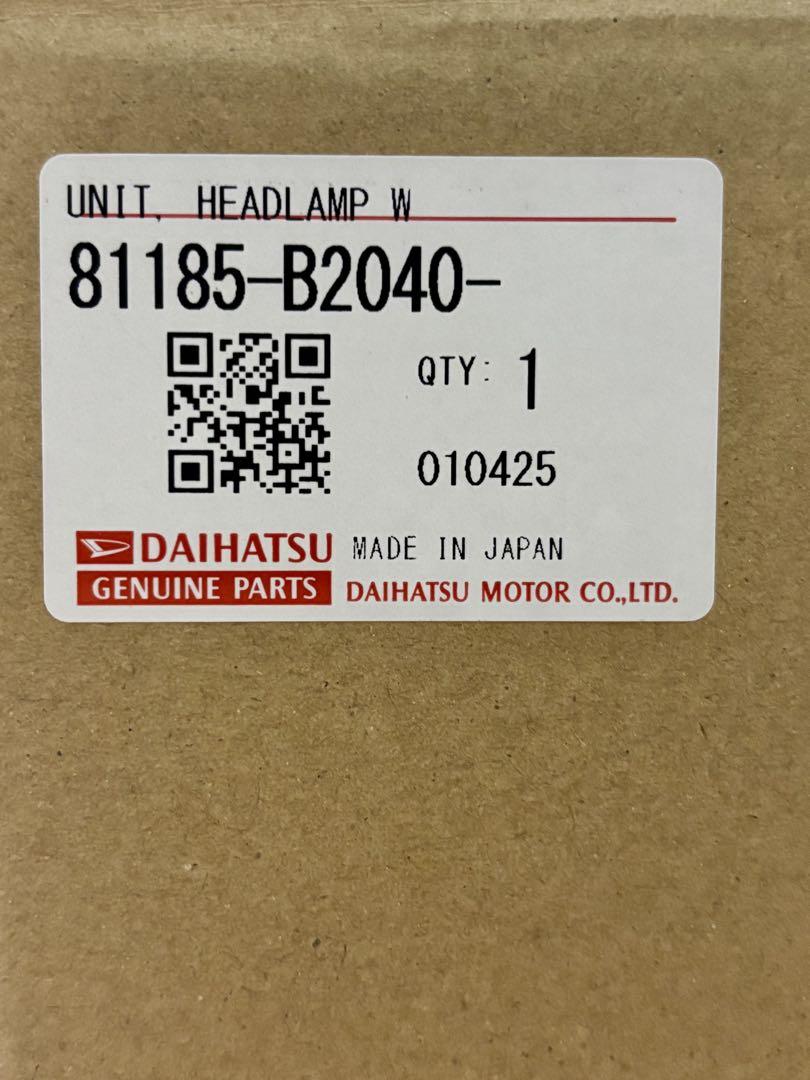 UNIT, HEADLAMP W
81185-B2040-
QTY: 1
010425
DAIHATSU MADE IN JAPAN
GENUINE PARTS DAIHATSU MOTOR CO.,LTD.